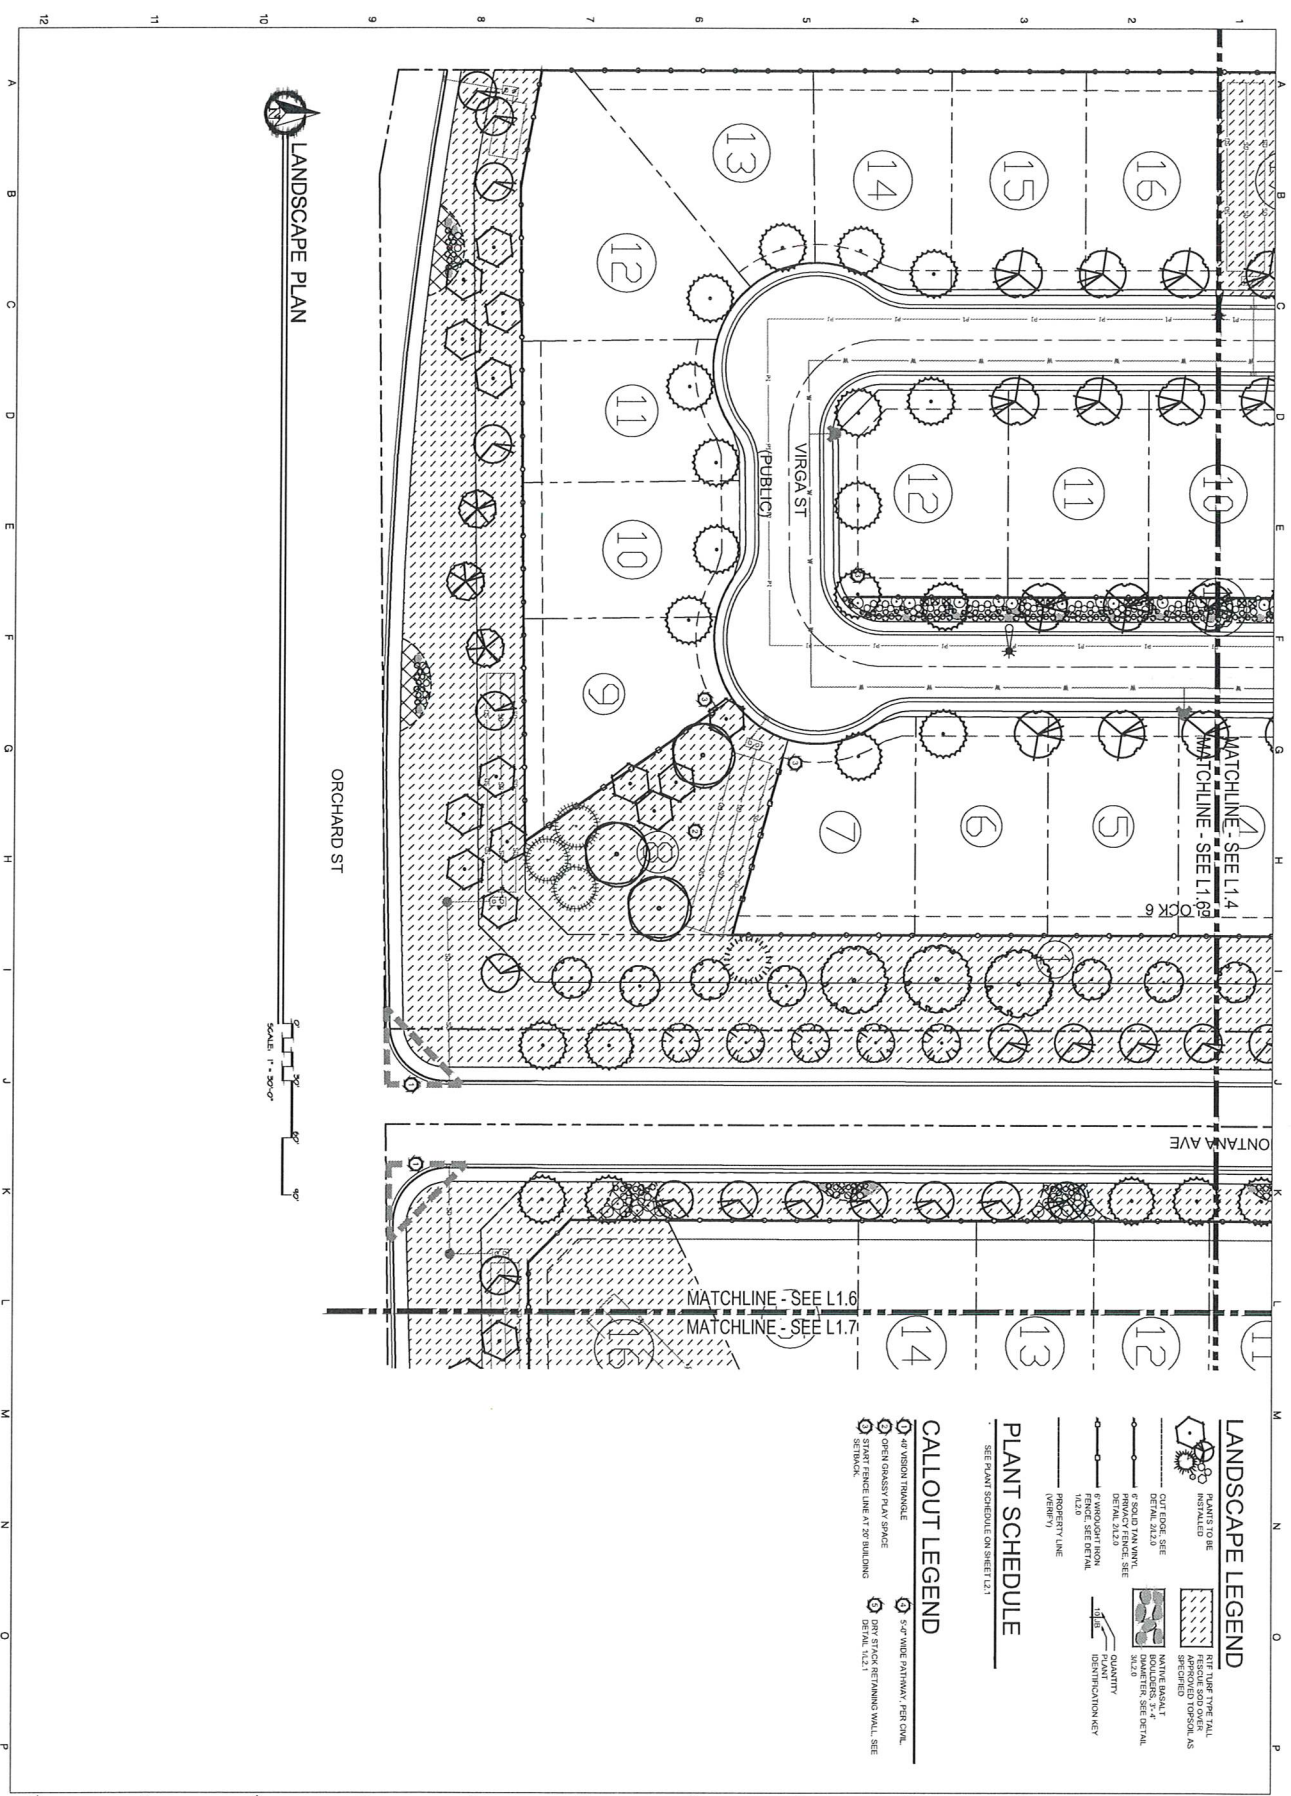 LANDSCAPE PLAN
N
SCALE: 1" = 30'-0"
0'
30'
60'
90'
ORCHARD ST
VIRGA ST
(PUBLIC)
MATCHLINE - SEE L1.4
MATCHLINE - SEE L1.6
ONTANA AVE
MATCHLINE - SEE L1.6
MATCHLINE - SEE L1.7
13
14
15
16
12
11
10
9
8
7
6
5
4
12
11
10
1
16
14
13
12
11
LANDSCAPE LEGEND
PLANTS TO BE
INSTALLED
CUT EDGE, SEE
DETAIL 2/L2.0
6' SOLID TAN VINYL
PRIVACY FENCE, SEE
DETAIL 2/L2.0
6' WROUGHT IRON
FENCE, SEE DETAIL
1/L2.0
PROPERTY LINE
(VERIFY)
RTF TURF TYPE TALL
FESCUE SOD OVER
APPROVED TOPSOIL AS
SPECIFIED
NATIVE BASALT
BOULDERS, 3'-4'
DIAMETER, SEE DETAIL
3/L2.0
QUANTITY
PLANT
IDENTIFICATION KEY
PLANT SCHEDULE
SEE PLANT SCHEDULE ON SHEET L2.1
CALLOUT LEGEND
1 40' VISION TRIANGLE
2 OPEN GRASSY PLAY SPACE
3 START FENCE LINE AT 20' BUILDING
SETBACK.
4 5'-0" WIDE PATHWAY, PER CIVIL.
5 DRY STACK RETAINING WALL, SEE
DETAIL 1/L2.1
1 2 3 4 5 6 7 8 9 10 11 12
A B C D E F G H I J K L M N O P
A B C D E F G H I J K L M N O P